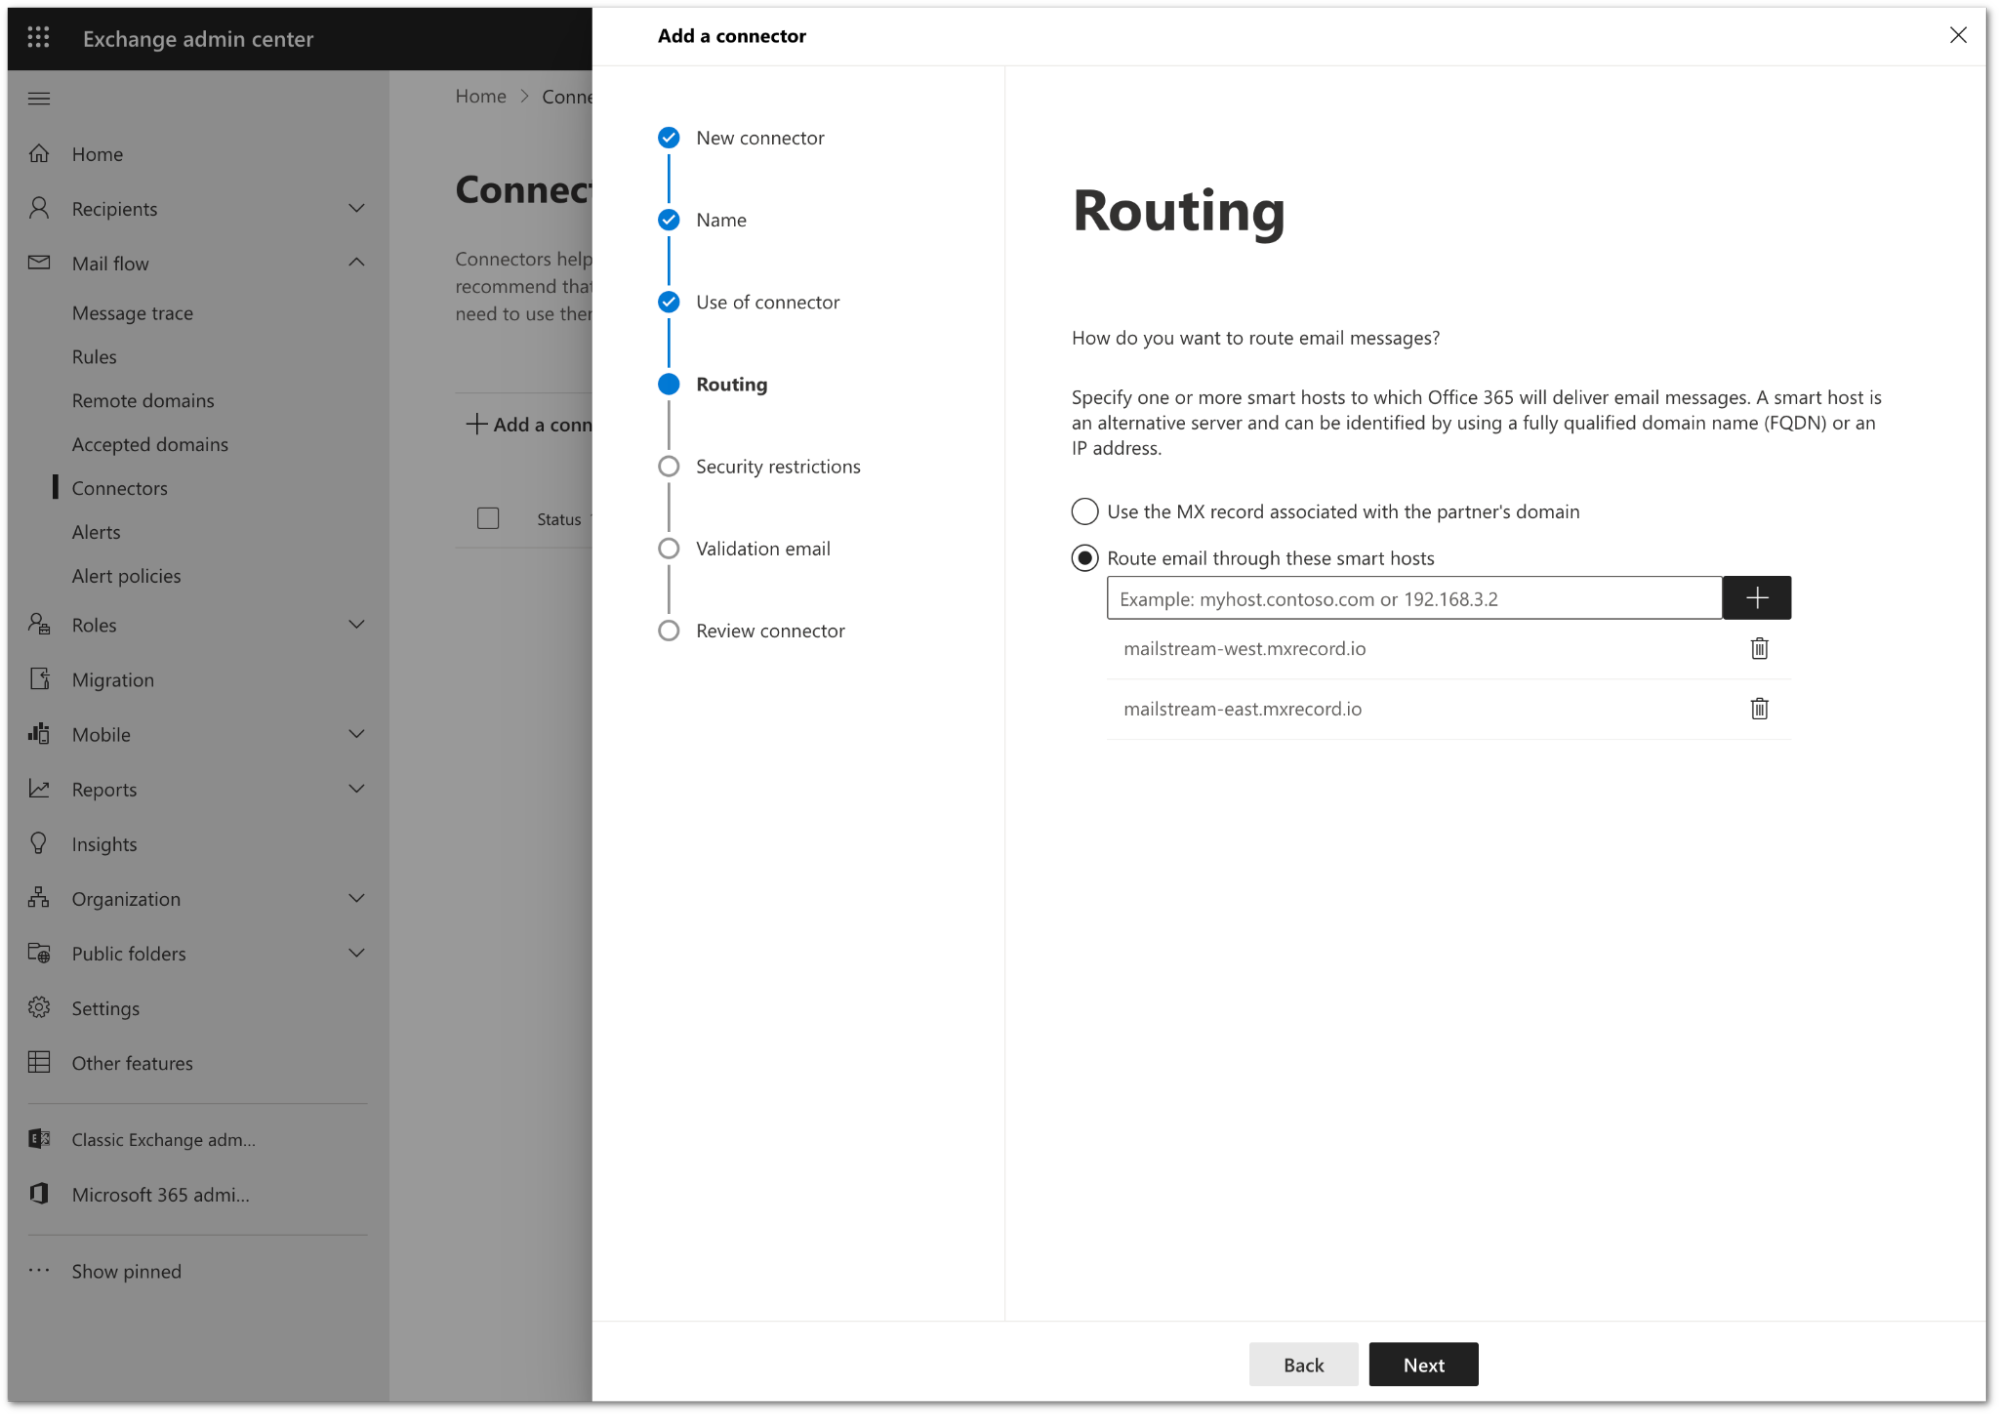 Exchange admin center
Add a connector
Home > Conne
Home
Recipients
Mail flow
Message trace
Rules
Remote domains
Accepted domains
Connectors
Alerts
Alert policies
Roles
Migration
Mobile
Reports
Insights
Organization
Public folders
Settings
Other features
Classic Exchange adm...
Microsoft 365 admi...
Show pinned
Connect
Connectors help
recommend that
need to use ther
Add a conn
Status
New connector
Name
Use of connector
Routing
Security restrictions
Validation email
Review connector
Routing
How do you want to route email messages?
Specify one or more smart hosts to which Office 365 will deliver email messages. A smart host is
an alternative server and can be identified by using a fully qualified domain name (FQDN) or an
IP address.
Use the MX record associated with the partner's domain
Route email through these smart hosts
Example: myhost.contoso.com or 192.168.3.2
mailstream-west.mxrecord.io
mailstream-east.mxrecord.io
Back
Next